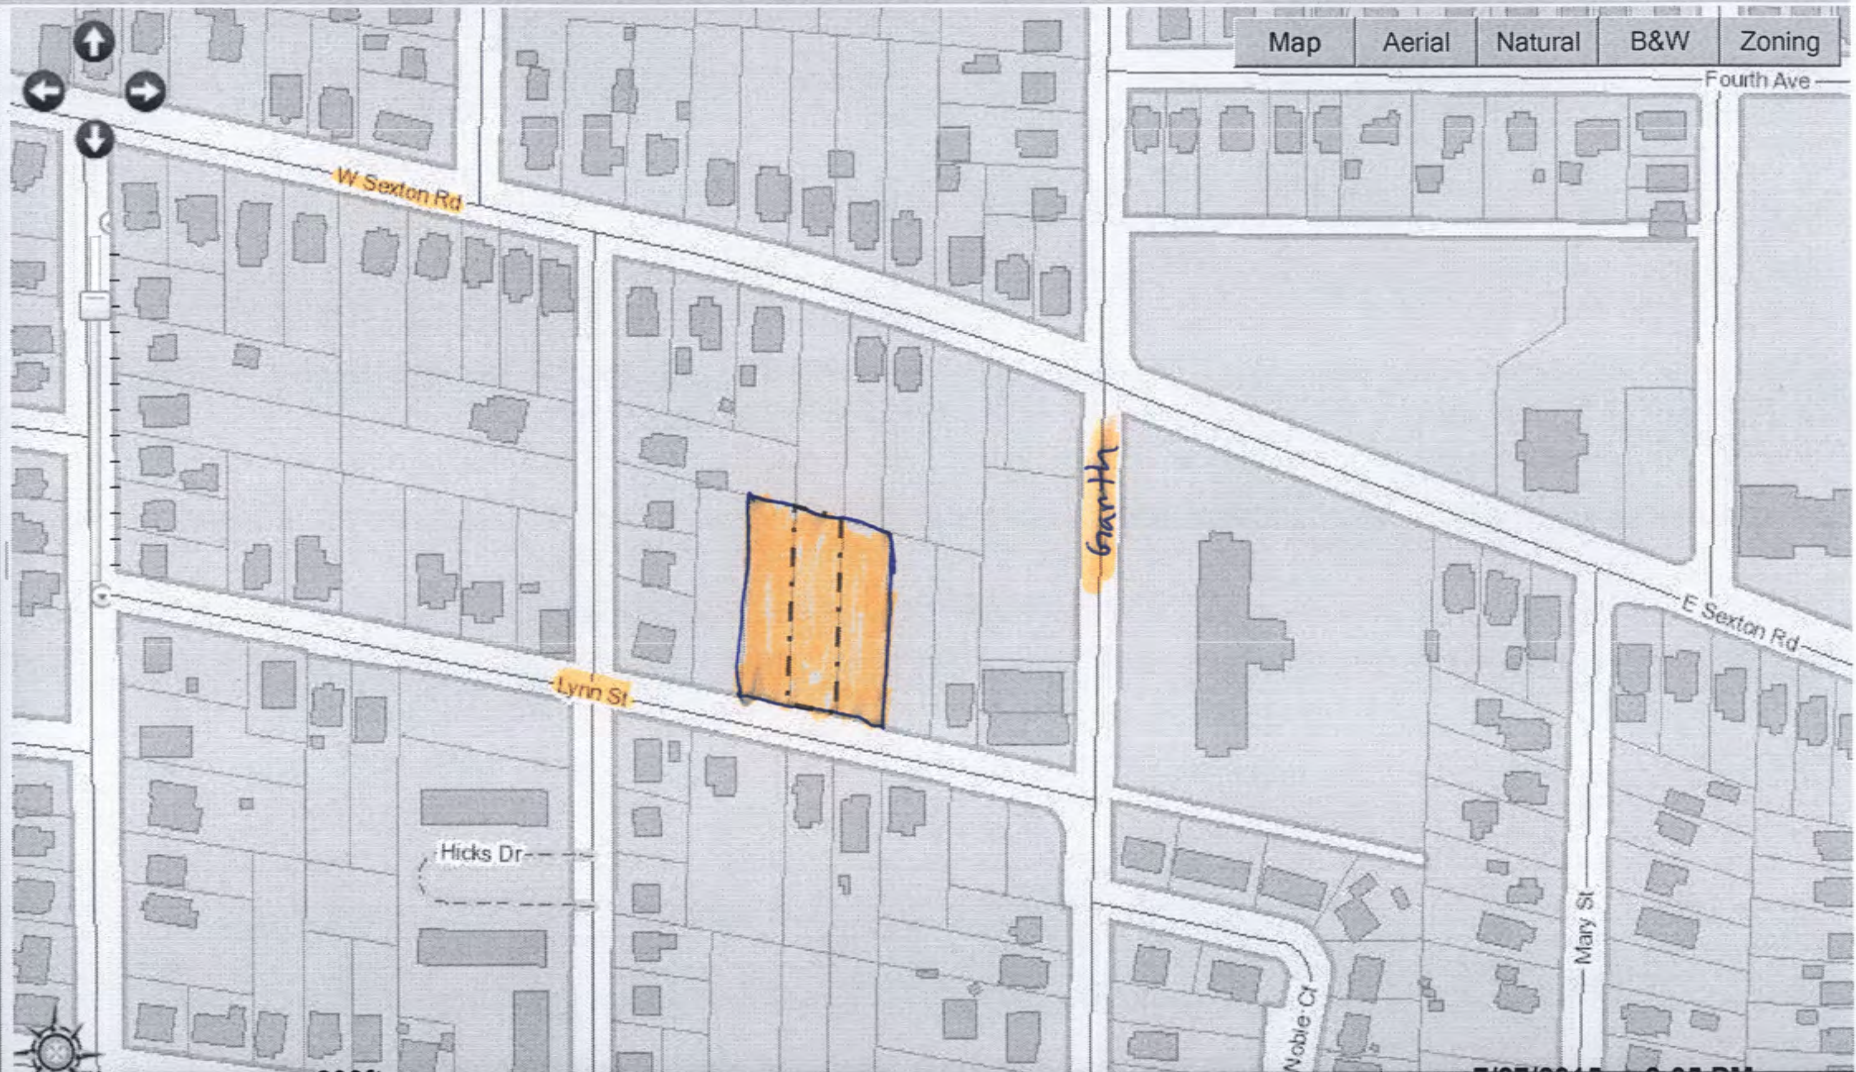 Map Aerial Natural B&W Zoning
Fourth Ave
W Sexton Rd
Garth
E Sexton Rd
Lynn St
Hicks Dr
Mary St
Noble Ct